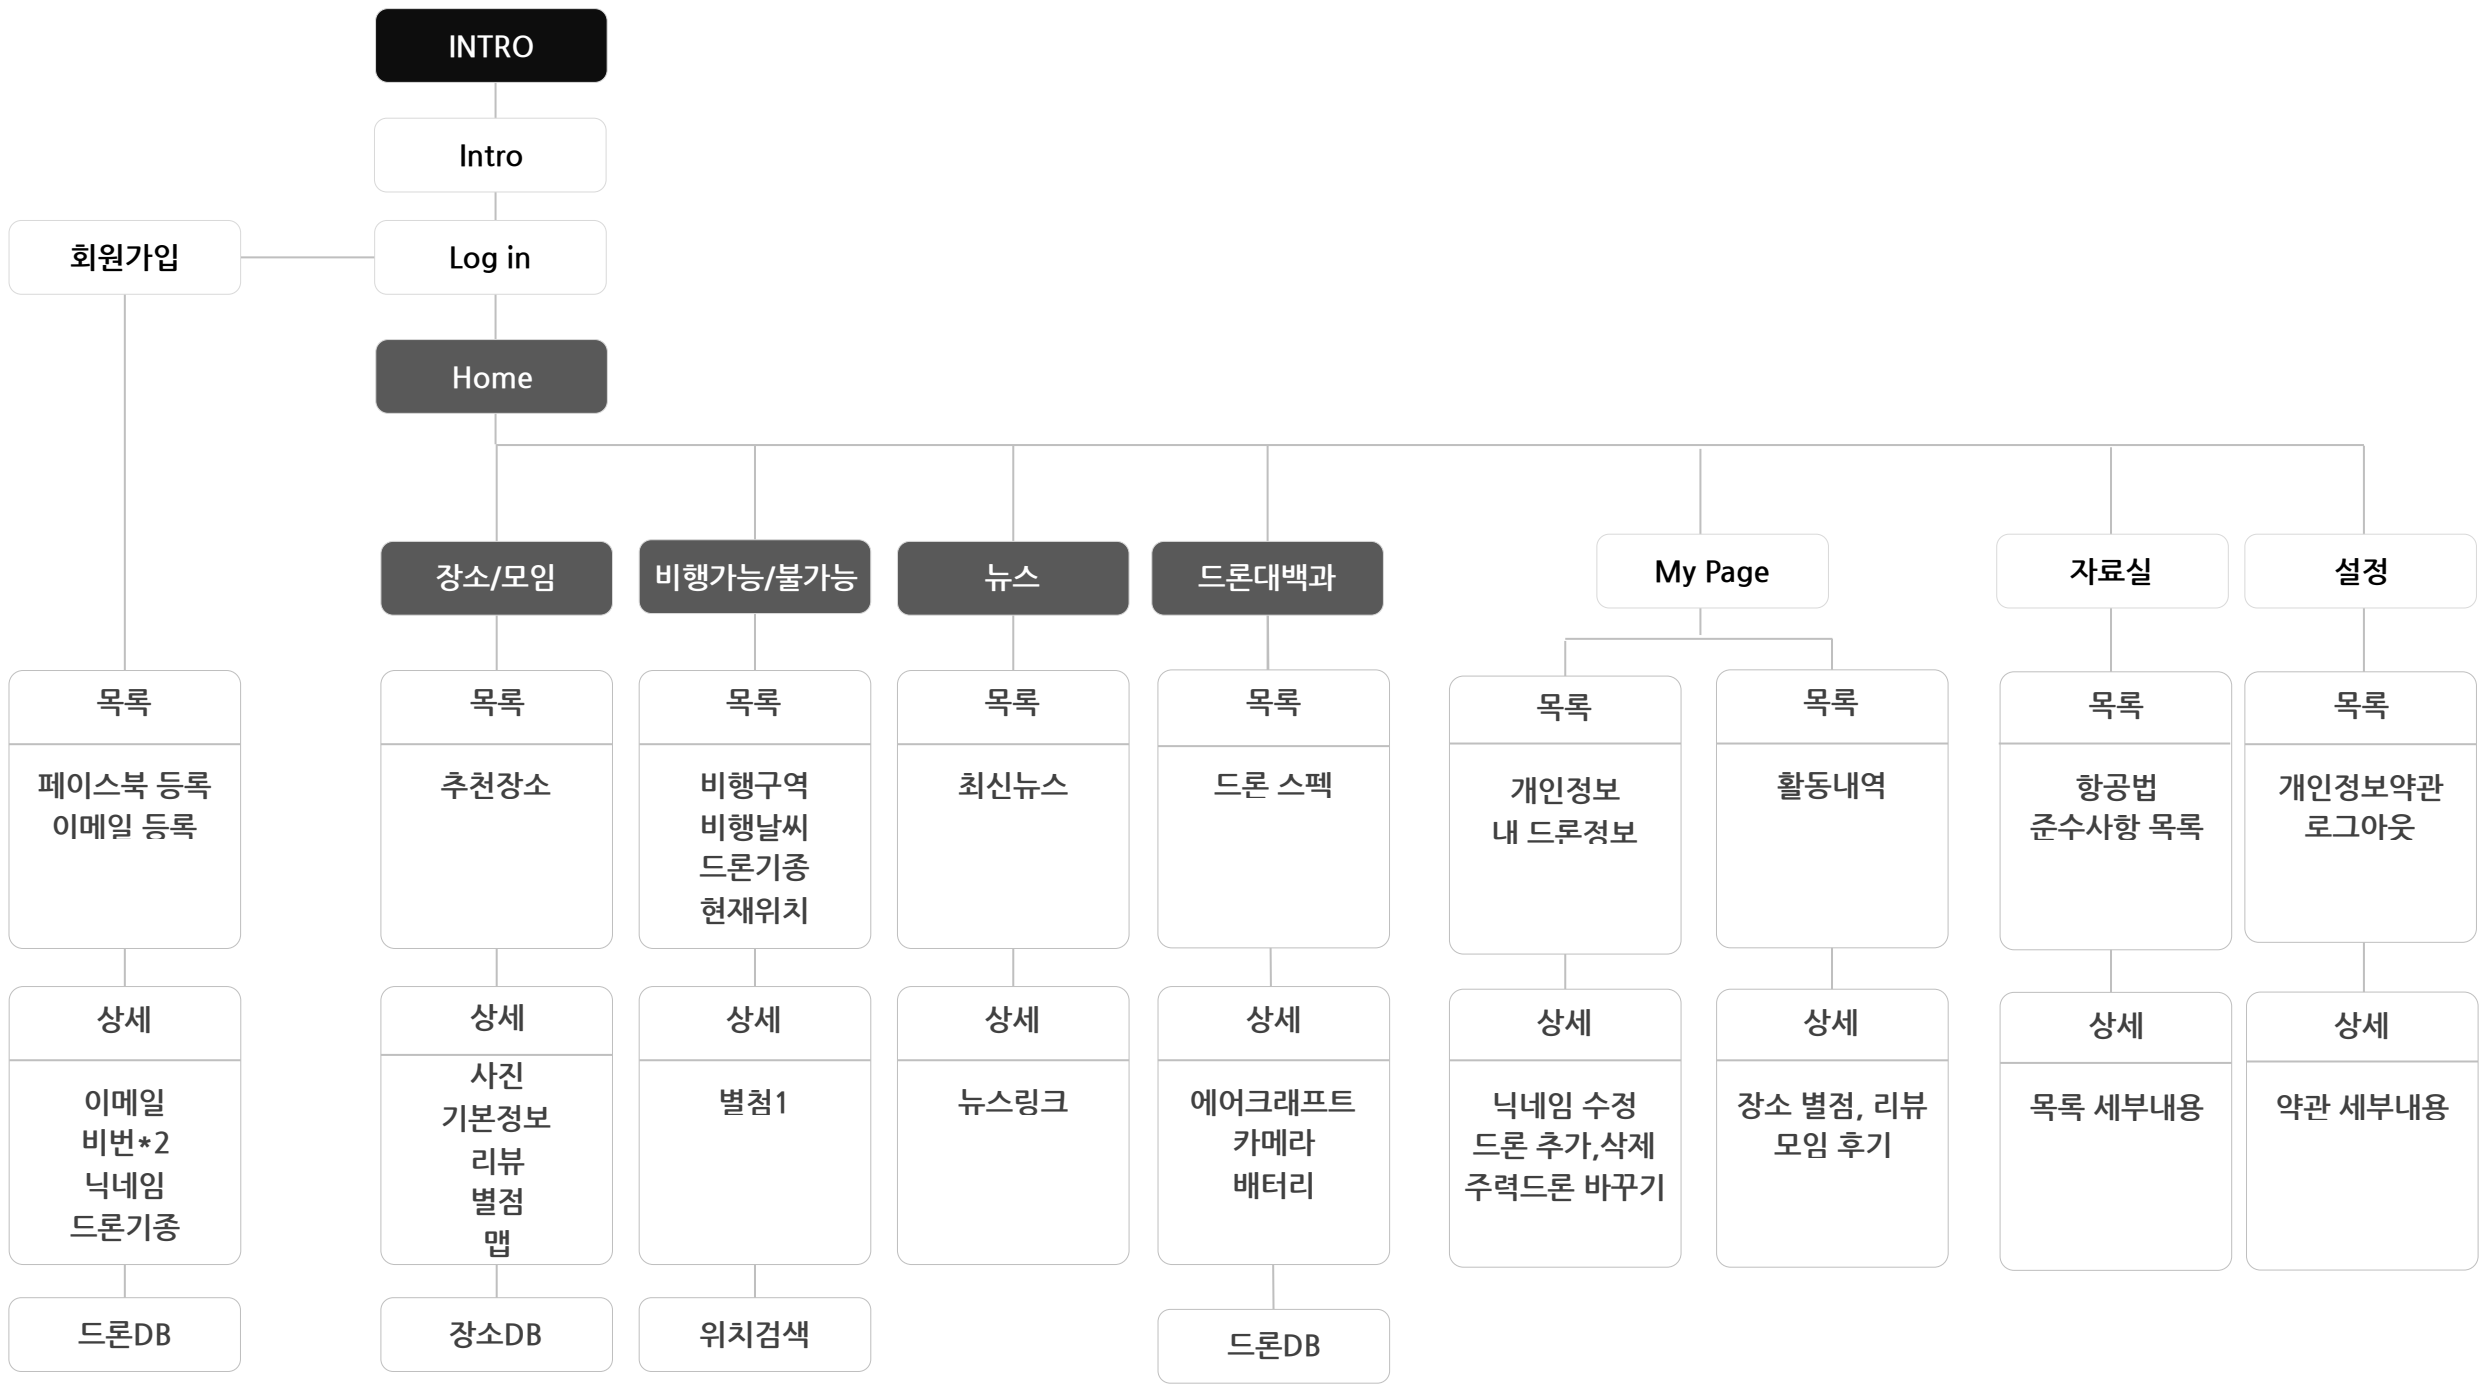 INTRO
Intro
회원가입
Log in
Home
장소/모임
비행가능/불가능
뉴스
드론대백과
My Page
자료실
설정
목록
페이스북 등록
이메일 등록
목록
추천장소
목록
비행구역
비행날씨
드론기종
현재위치
목록
최신뉴스
목록
드론 스펙
목록
개인정보
내 드론정보
목록
활동내역
목록
항공법
준수사항 목록
목록
개인정보약관
로그아웃
상세
이메일
비번*2
닉네임
드론기종
상세
사진
기본정보
리뷰
별점
맵
상세
별첨1
상세
뉴스링크
상세
에어크래프트
카메라
배터리
상세
닉네임 수정
드론 추가,삭제
주력드론 바꾸기
상세
장소 별점, 리뷰
모임 후기
상세
목록 세부내용
상세
약관 세부내용
드론DB
장소DB
위치검색
드론DB